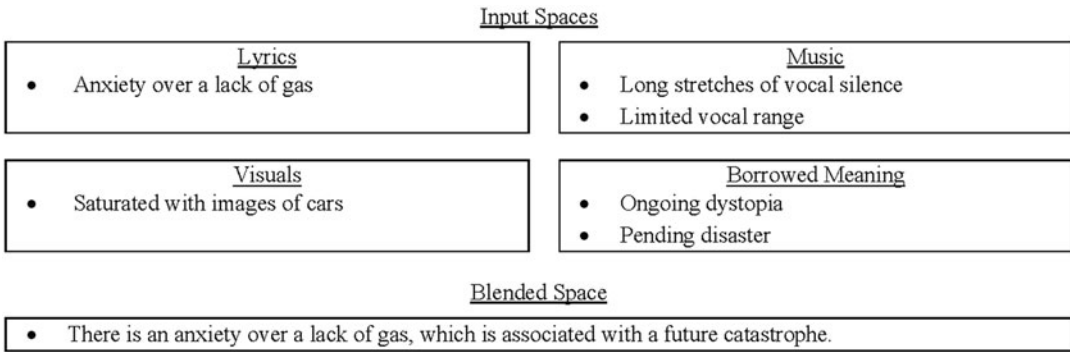 Input Spaces
Lyrics
• Anxiety over a lack of gas
Music
• Long stretches of vocal silence
• Limited vocal range
Visuals
• Saturated with images of cars
Borrowed Meaning
• Ongoing dystopia
• Pending disaster
Blended Space
• There is an anxiety over a lack of gas, which is associated with a future catastrophe.